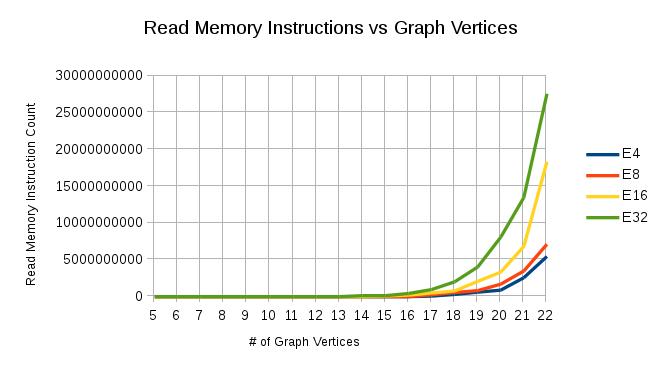 Read Memory Instructions vs Graph Vertices
30000000000
25000000000
20000000000
15000000000
10000000000
5000000000
0
Read Memory Instruction Count
5 6 7 8 9 10 11 12 13 14 15 16 17 18 19 20 21 22
# of Graph Vertices
E4
E8
E16
E32